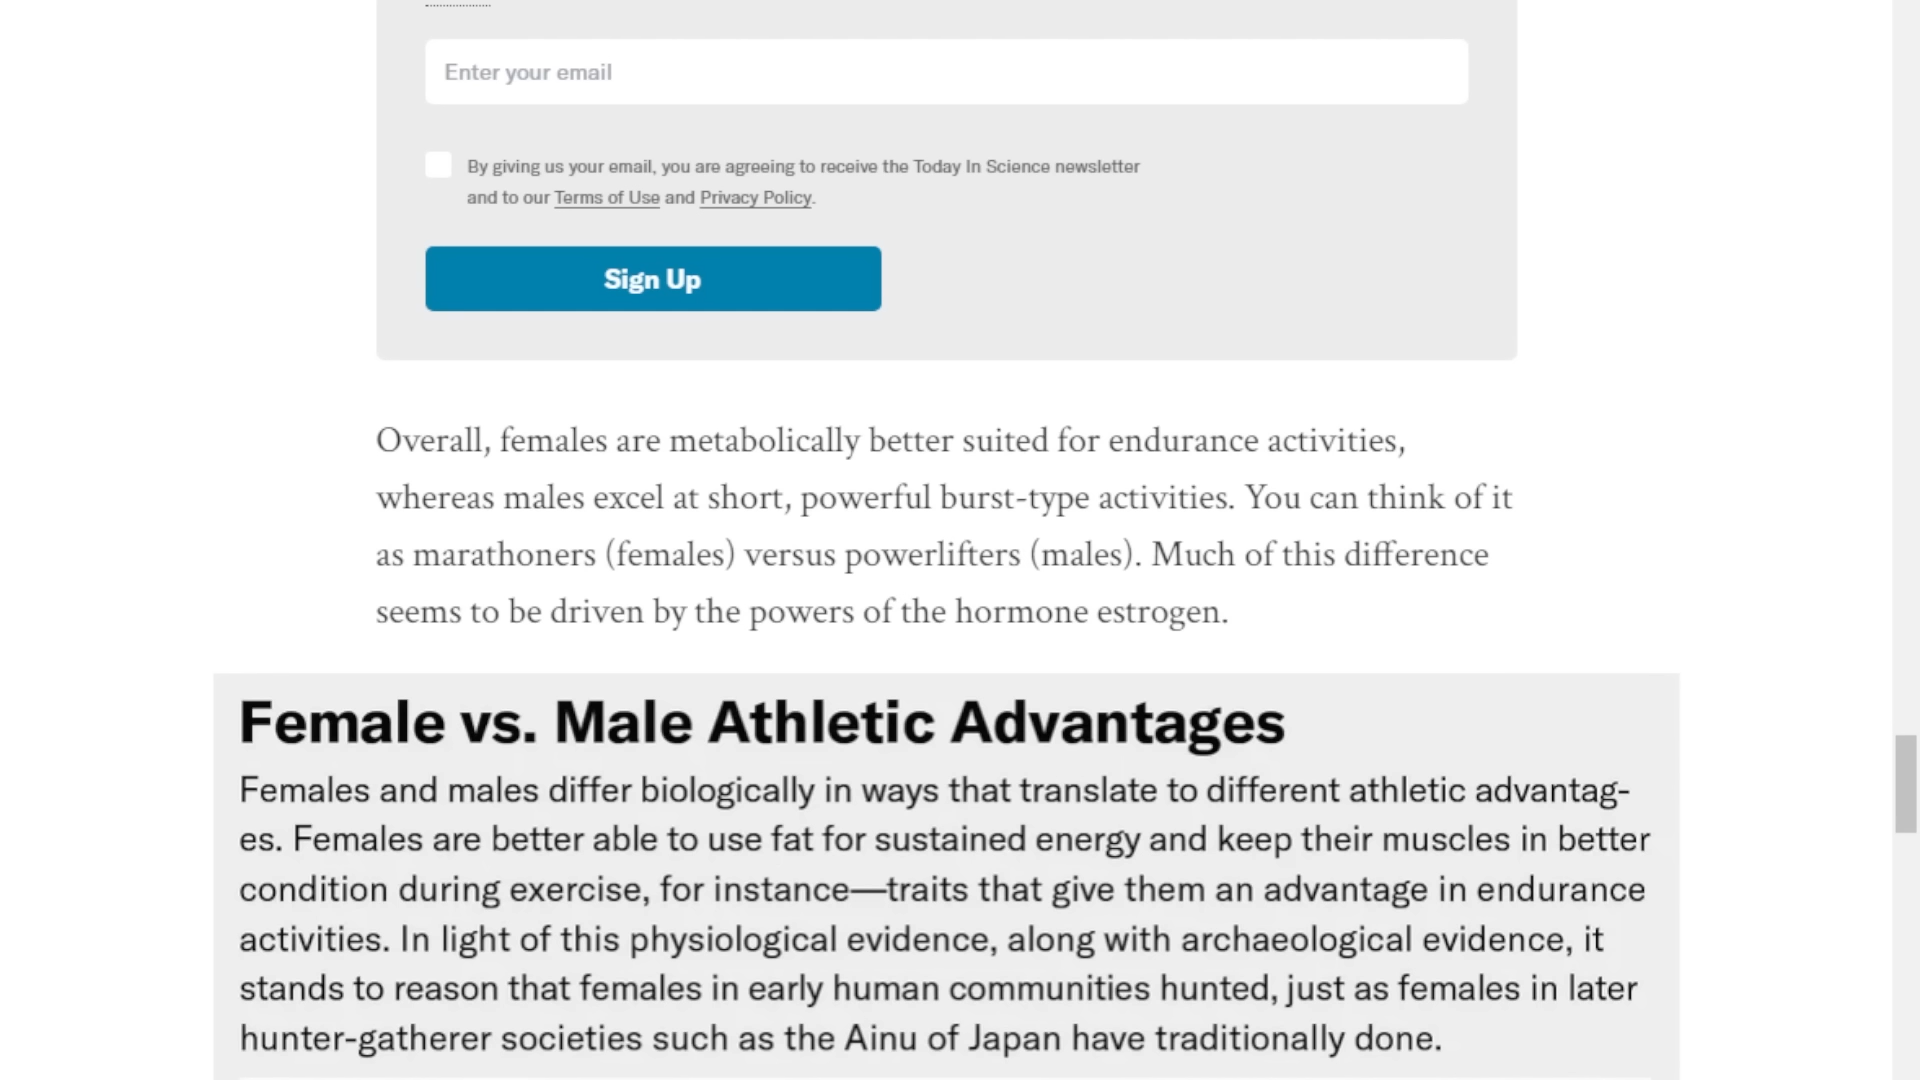 Enter your email
By giving us your email, you are agreeing to receive the Today In Science newsletter
and to our Terms of Use and Privacy Policy.
Sign Up
Overall, females are metabolically better suited for endurance activities,
whereas males excel at short, powerful burst-type activities. You can think of it
as marathoners (females) versus powerlifters (males). Much of this difference
seems to be driven by the powers of the hormone estrogen.
Female vs. Male Athletic Advantages
Females and males differ biologically in ways that translate to different athletic advantag-
es. Females are better able to use fat for sustained energy and keep their muscles in better
condition during exercise, for instance—traits that give them an advantage in endurance
activities. In light of this physiological evidence, along with archaeological evidence, it
stands to reason that females in early human communities hunted, just as females in later
hunter-gatherer societies such as the Ainu of Japan have traditionally done.